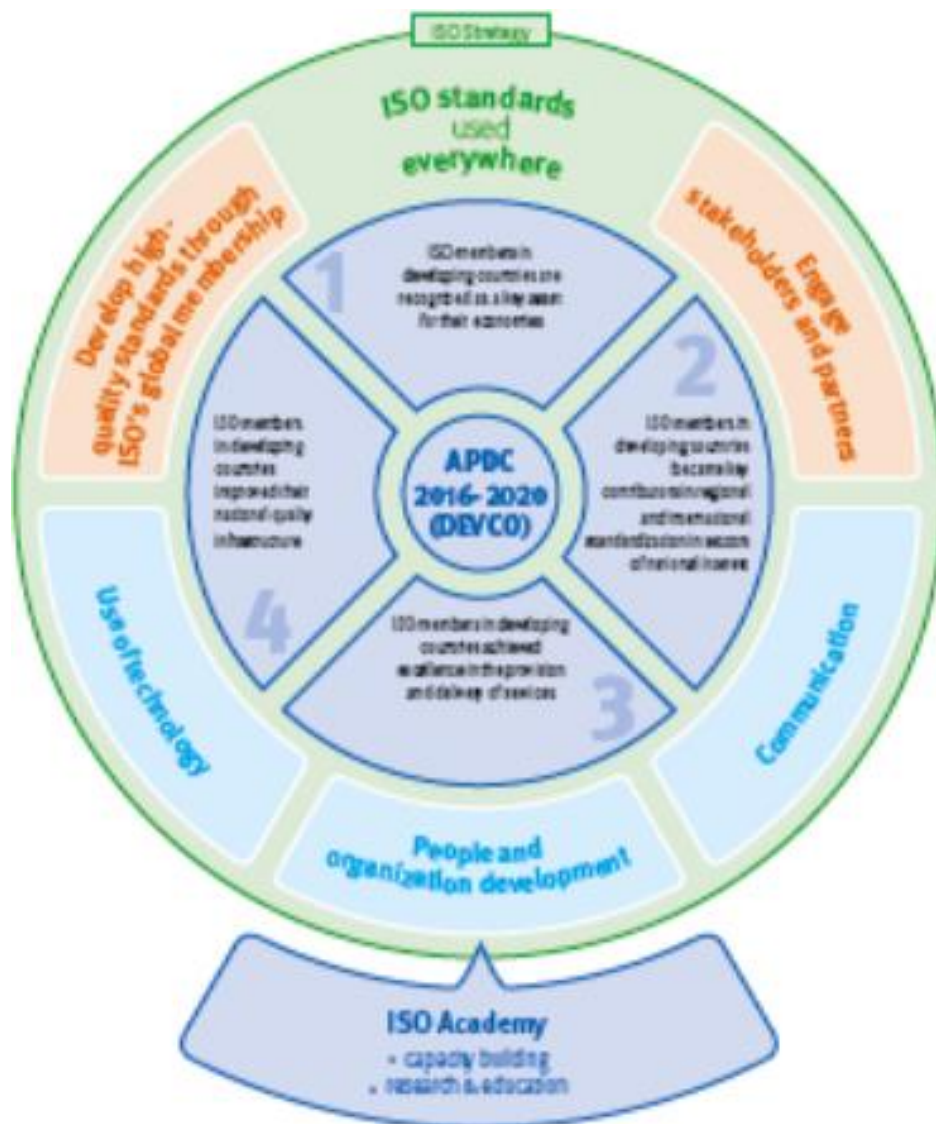 ISO Strategy
ISO standards
used
everywhere
Develop high-
quality standards through
ISO's global membership
Engage
stakeholders and partners
1
ISO members in
developing countries are
recognized as a key asset
for their economies
2
ISO members in
developing countries
became key
contributors in regional
and international
standardization in sectors
of national interest
APDC
2016-2020
(DEVCO)
4
ISO members
in developing
countries
improved their
national quality
infrastructure
3
ISO members in developing
countries achieved
excellence in the provision
and delivery of services
Use of technology
People and
organization development
Communication
ISO Academy
• capacity building
• research & education